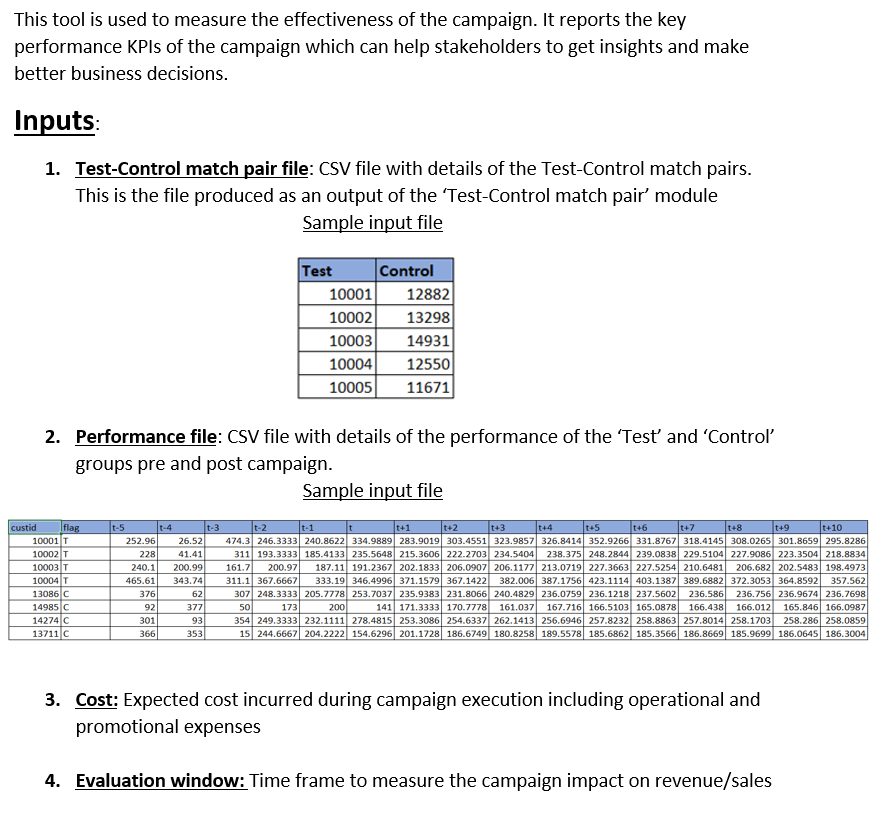 This tool is used to measure the effectiveness of the campaign. It reports the key
performance KPIs of the campaign which can help stakeholders to get insights and make
better business decisions.
Inputs:
1. Test-Control match pair file: CSV file with details of the Test-Control match pairs.
This is the file produced as an output of the ‘Test-Control match pair’ module
Sample input file
Test Control
10001 12882
10002 13298
10003 14931
10004 12550
10005 11671
2. Performance file: CSV file with details of the performance of the ‘Test’ and ‘Control’
groups pre and post campaign.
Sample input file
custid flag t-5 t-4 t-3 t-2 t-1 t t+1 t+2 t+3 t+4 t+5 t+6 t+7 t+8 t+9 t+10
10001 T 252.96 26.52 474.3 246.3333 240.8622 334.9889 283.9019 303.4551 323.9857 326.8414 352.9266 331.8767 318.4145 308.0265 301.8659 295.8286
10002 T 228 41.41 311 193.3333 185.4133 235.5648 215.3606 222.2703 234.5404 238.375 248.2844 239.0838 229.5104 227.9086 223.3504 218.8834
10003 T 240.1 200.99 161.7 200.97 187.11 191.2367 202.1833 206.0907 206.1177 213.0719 227.3663 227.5254 210.6481 206.682 202.5483 198.4973
10004 T 465.61 343.74 311.1 367.6667 333.19 346.4996 371.1579 367.1422 382.006 387.1756 423.1114 403.1387 389.6882 372.3053 364.8592 357.562
13086 C 376 62 307 248.3333 205.7778 253.7037 235.9383 231.8066 240.4829 236.0759 236.1218 237.5602 236.586 236.756 236.9674 236.7698
14985 C 92 377 50 173 200 141 171.3333 170.7778 161.037 167.716 166.5103 165.0878 166.438 166.012 165.846 166.0987
14274 C 301 93 354 249.3333 232.1111 278.4815 253.3086 254.6337 262.1413 256.6946 257.8232 258.8863 257.8014 258.1703 258.286 258.0859
13711 C 366 353 15 244.6667 204.2222 154.6296 201.1728 186.6749 180.8258 189.5578 185.6862 185.3566 186.8669 185.9699 186.0645 186.3004
3. Cost: Expected cost incurred during campaign execution including operational and
promotional expenses
4. Evaluation window: Time frame to measure the campaign impact on revenue/sales